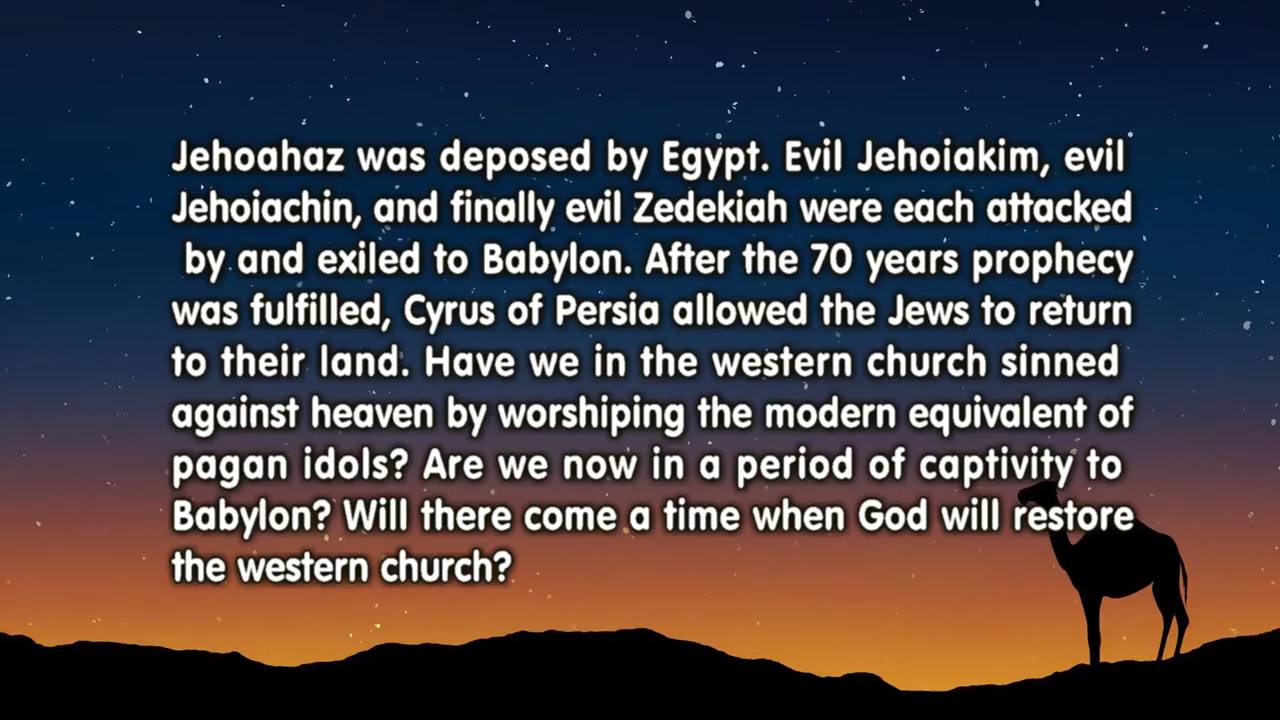 Jehoahaz was deposed by Egypt. Evil Jehoiakim, evil
Jehoiachin, and finally evil Zedekiah were each attacked
by and exiled to Babylon. After the 70 years prophecy
was fulfilled, Cyrus of Persia allowed the Jews to return
to their land. Have we in the western church sinned
against heaven by worshiping the modern equivalent of
pagan idols? Are we now in a period of captivity to
Babylon? Will there come a time when God will restore
the western church?